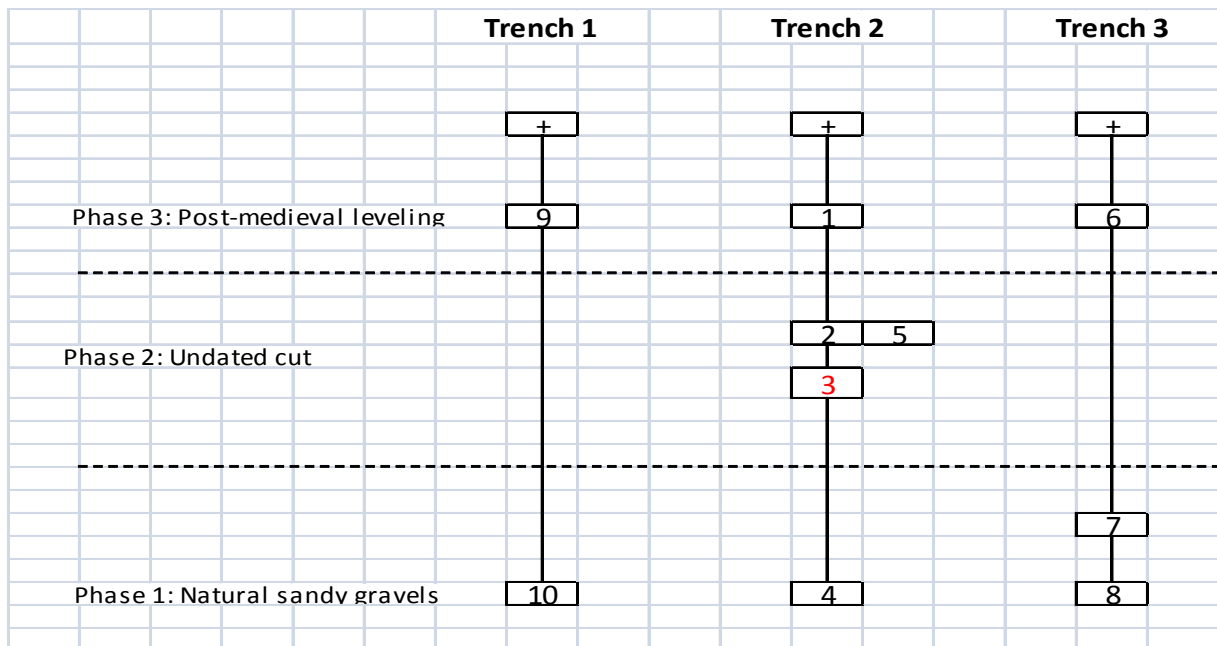 Trench 1 Trench 2 Trench 3
+ + +
Phase 3: Post-medieval leveling 9 1 6
2 5
Phase 2: Undated cut
3
7
Phase 1: Natural sandy gravels 10 4 8